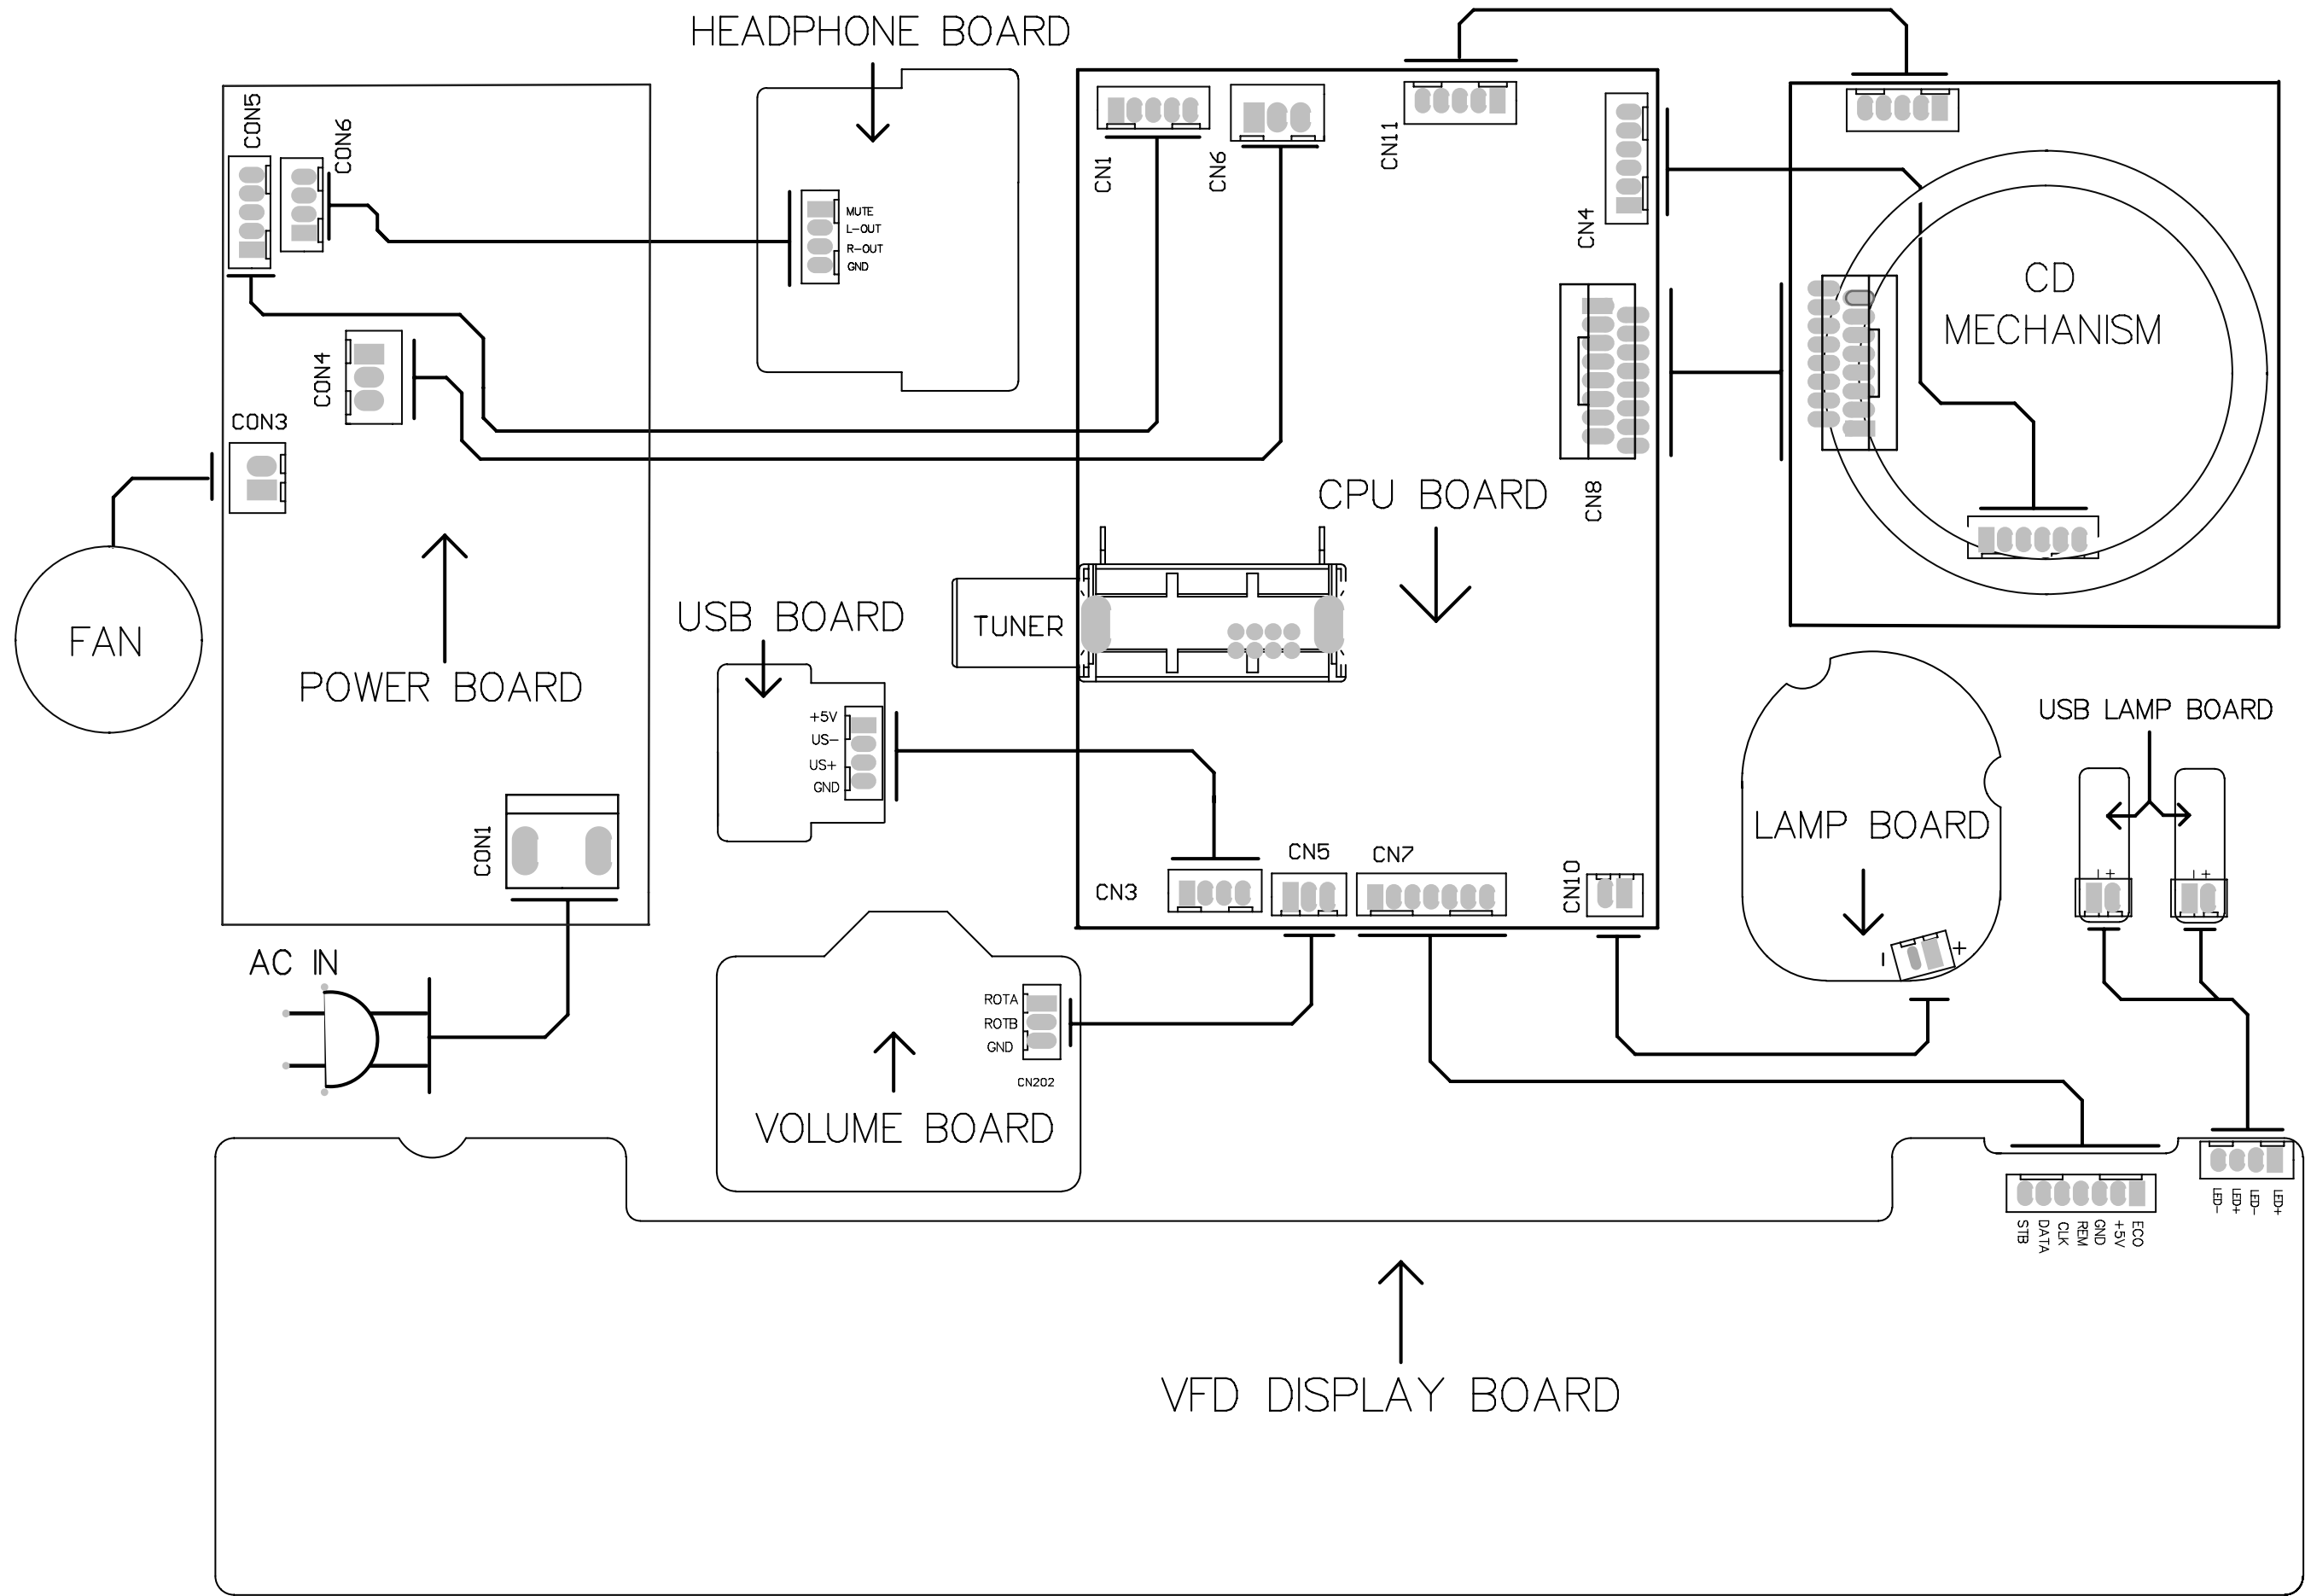 HEADPHONE BOARD
CON5
CON6
CN1
CN6
CN11
CN4
MUTE
L-OUT
R-OUT
GND
CD
MECHANISM
CON4
CON3
CPU BOARD
CN8
FAN
POWER BOARD
USB BOARD
TUNER
+5V
US-
US+
GND
USB LAMP BOARD
LAMP BOARD
CON1
CN3
CN5
CN7
CN10
- +
- +
- +
AC IN
ROTA
ROTB
GND
CN202
VOLUME BOARD
LED-
LED+
LED-
LED+
STB
DATA
CLK
REM
GND
+5V
ECO
VFD DISPLAY BOARD